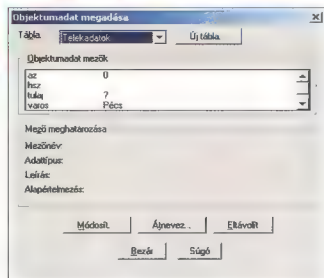 Objektumadat megadása
Tábla: Telekadatok Új tábla.
Objektumadat mezők
az 0
hsz
tulaj ?
varos Pécs
Mező meghatározása
Mezőnév:
Adattípus:
Leírás:
Alapértelmezés:
Módosít. Átnevez . . Eltávolít
Bezár Súgó